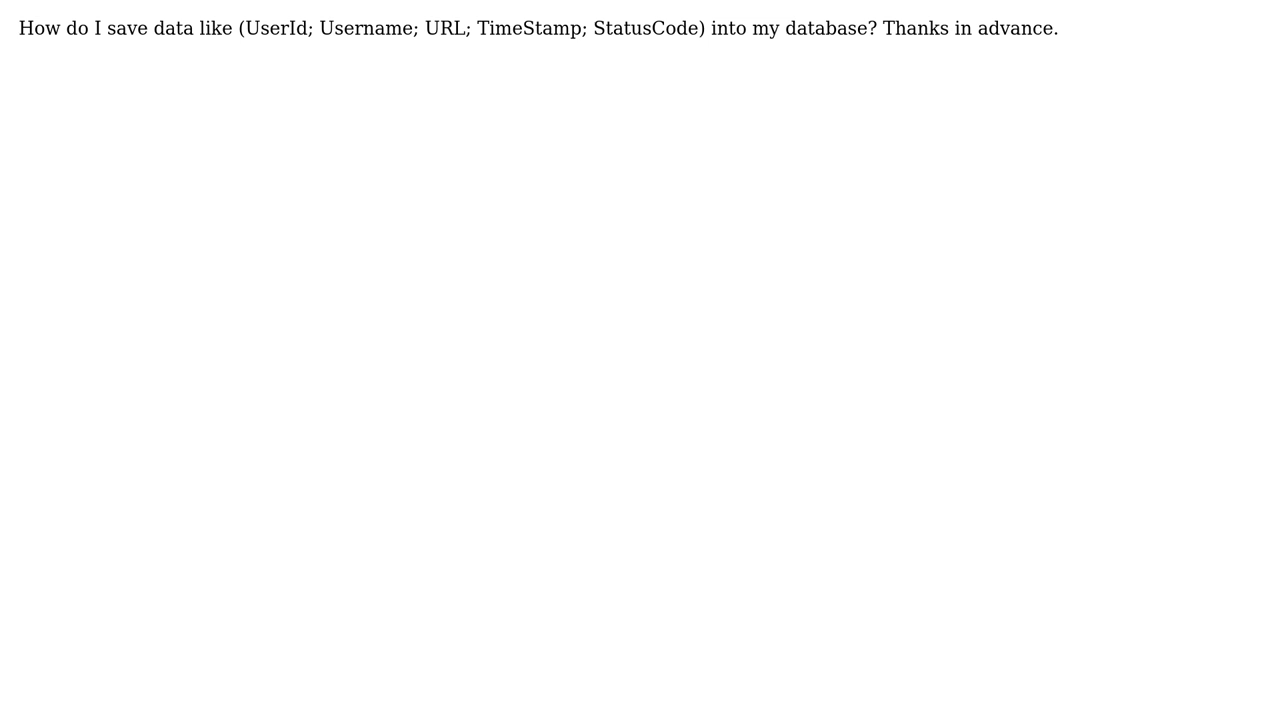 How do I save data like (UserId; Username; URL; TimeStamp; StatusCode) into my database? Thanks in advance.